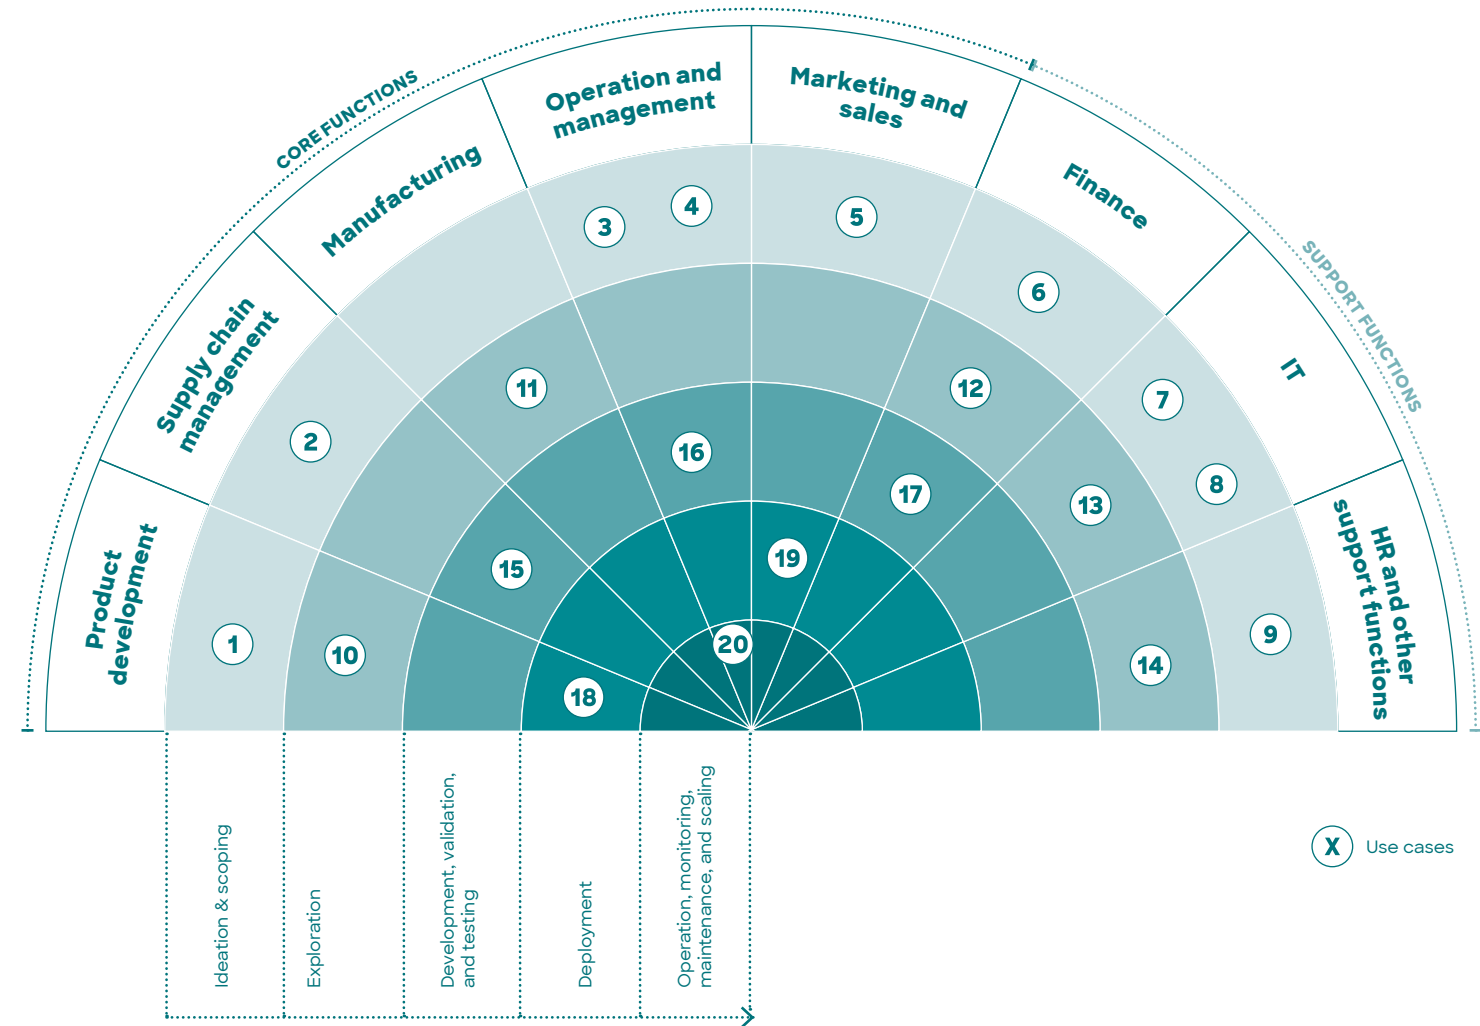 CORE FUNCTIONS
SUPPORT FUNCTIONS
Product
development
Supply chain
management
Manufacturing
Operation and
management
Marketing and
sales
Finance
IT
HR and other
support functions
1
2
3
4
5
6
7
8
9
10
11
12
13
14
15
16
17
18
19
20
Ideation & scoping
Exploration
Development, validation,
and testing
Deployment
Operation, monitoring,
maintenance, and scaling
X Use cases